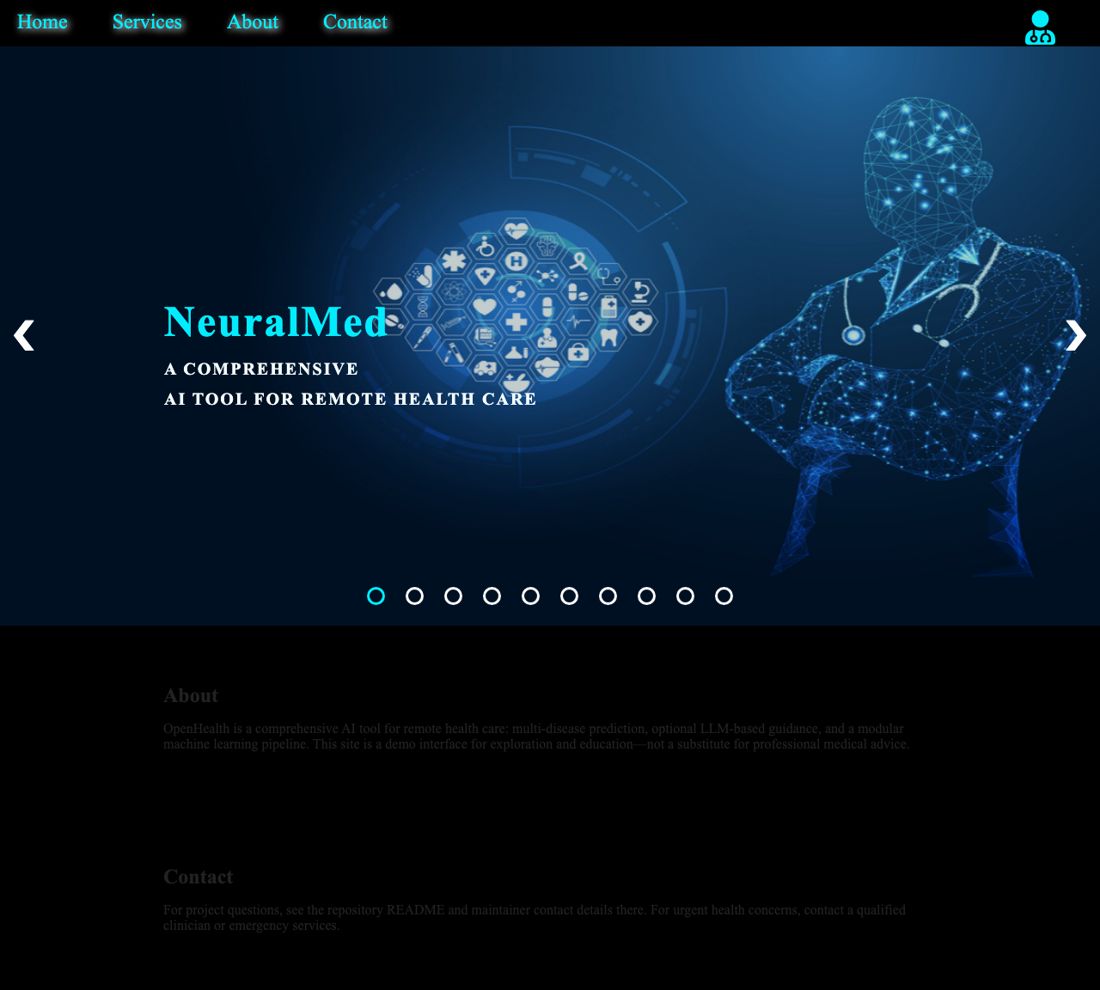 Home Services About Contact
NeuralMed
A COMPREHENSIVE
AI TOOL FOR REMOTE HEALTH CARE
About
OpenHealth is a comprehensive AI tool for remote health care: multi-disease prediction, optional LLM-based guidance, and a modular
machine learning pipeline. This site is a demo interface for exploration and education—not a substitute for professional medical advice.
Contact
For project questions, see the repository README and maintainer contact details there. For urgent health concerns, contact a qualified
clinician or emergency services.